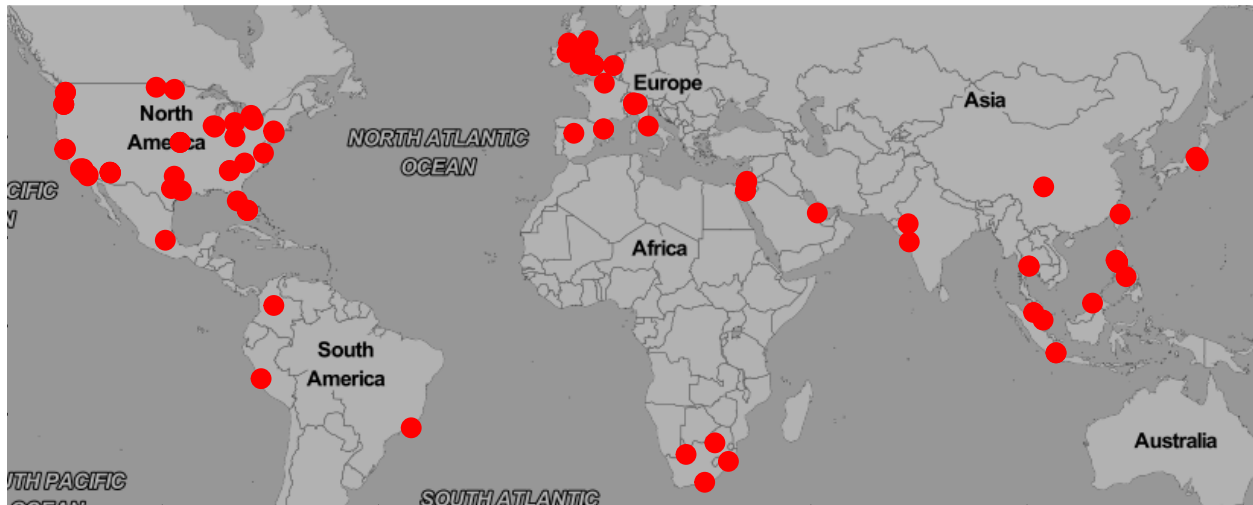 Europe
Asia
North
America
NORTH ATLANTIC
OCEAN
Africa
South
America
Australia
SOUTH ATLANTIC